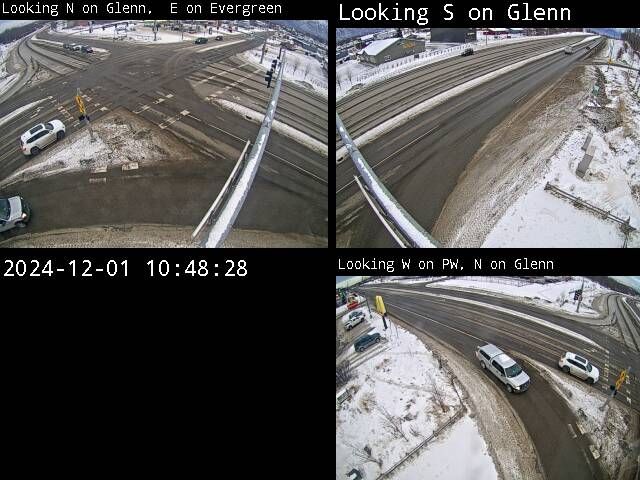 Looking N on Glenn,  E on Evergreen
Looking S on Glenn
2024-12-01 10:48:28
Looking W on PW, N on Glenn